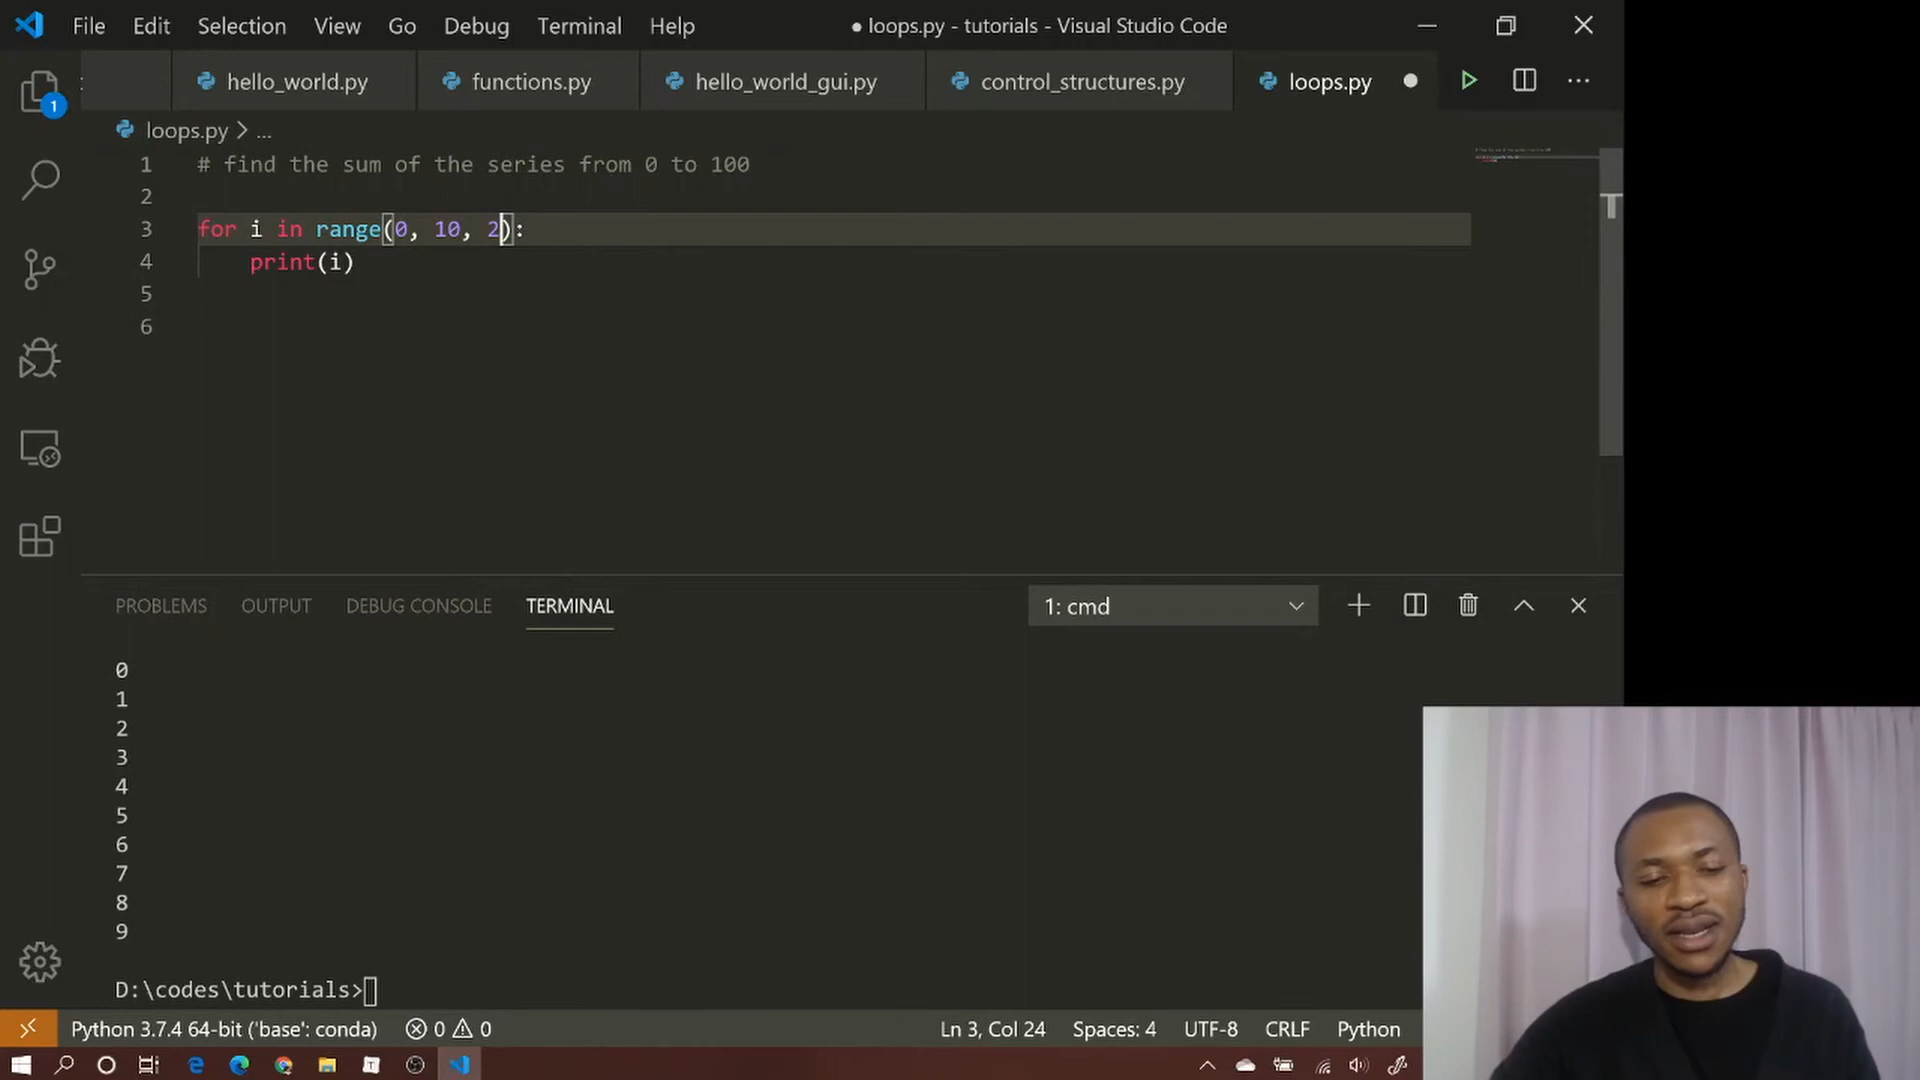 File Edit Selection View Go Debug Terminal Help ● loops.py - tutorials - Visual Studio Code
hello_world.py functions.py hello_world_gui.py control_structures.py loops.py
1
loops.py > ...
1 # find the sum of the series from 0 to 100
2
3 for i in range(0, 10, 2):
4 print(i)
5
6
PROBLEMS OUTPUT DEBUG CONSOLE TERMINAL 1: cmd
0
1
2
3
4
5
6
7
8
9
D:\codes\tutorials>
Python 3.7.4 64-bit ('base': conda) 0 0 Ln 3, Col 24 Spaces: 4 UTF-8 CRLF Python